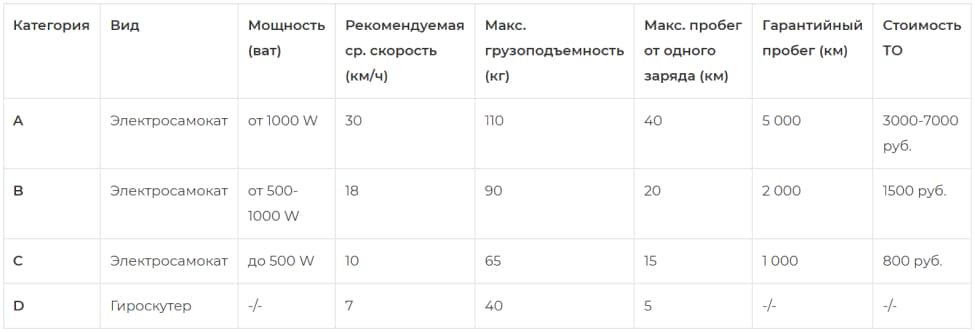 Категория Вид Мощность (ват) Рекомендуемая ср. скорость (км/ч) Макс. грузоподъемность (кг) Макс. пробег от одного заряда (км) Гарантийный пробег (км) Стоимость ТО
A Электросамокат от 1000 W 30 110 40 5 000 3000-7000 руб.
B Электросамокат от 500-1000 W 18 90 20 2 000 1500 руб.
C Электросамокат до 500 W 10 65 15 1 000 800 руб.
D Гироскутер -/- 7 40 5 -/- -/-